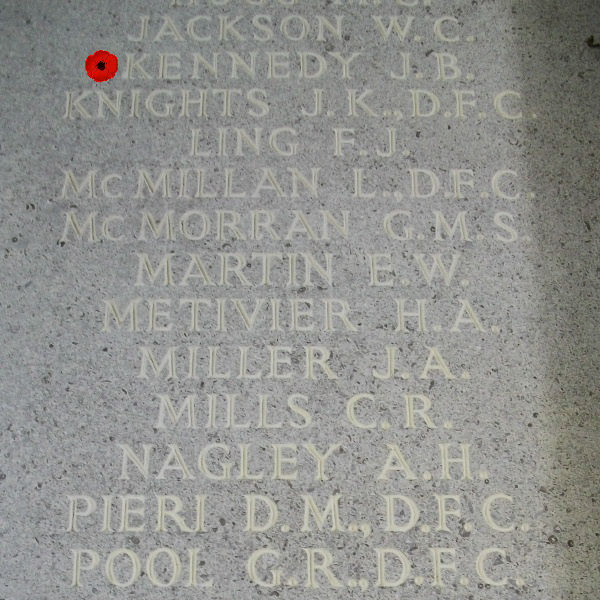 JACKSON W.C.
KENNEDY J.B.
KNIGHTS J.K.,D.F.C.
LING F.J.
McMILLAN L.,D.F.C.
McMORRAN G.M.S.
MARTIN E.W.
METIVIER H.A.
MILLER J.A.
MILLS C.R.
NAGLEY A.H.
PIERI D.M.,D.F.C.
POOL G.R.,D.F.C.